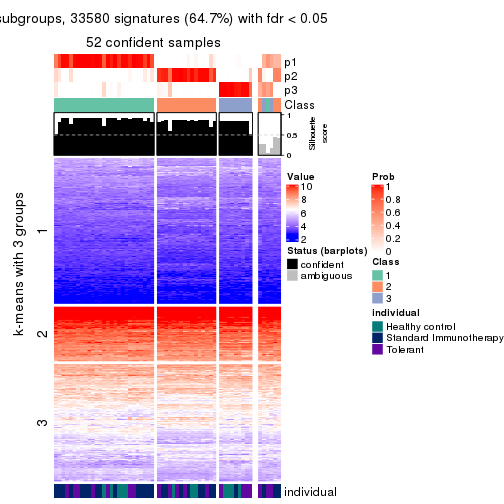 subgroups, 33580 signatures (64.7%) with fdr < 0.05
52 confident samples
p1
p2
p3
Class
1
0.5
0
Silhouette
score
k-means with 3 groups
1
2
3
individual
Value
10
8
6
4
2
Status (barplots)
confident
ambiguous
Prob
1
0.8
0.6
0.4
0.2
0
Class
1
2
3
individual
Healthy control
Standard Immunotherapy
Tolerant